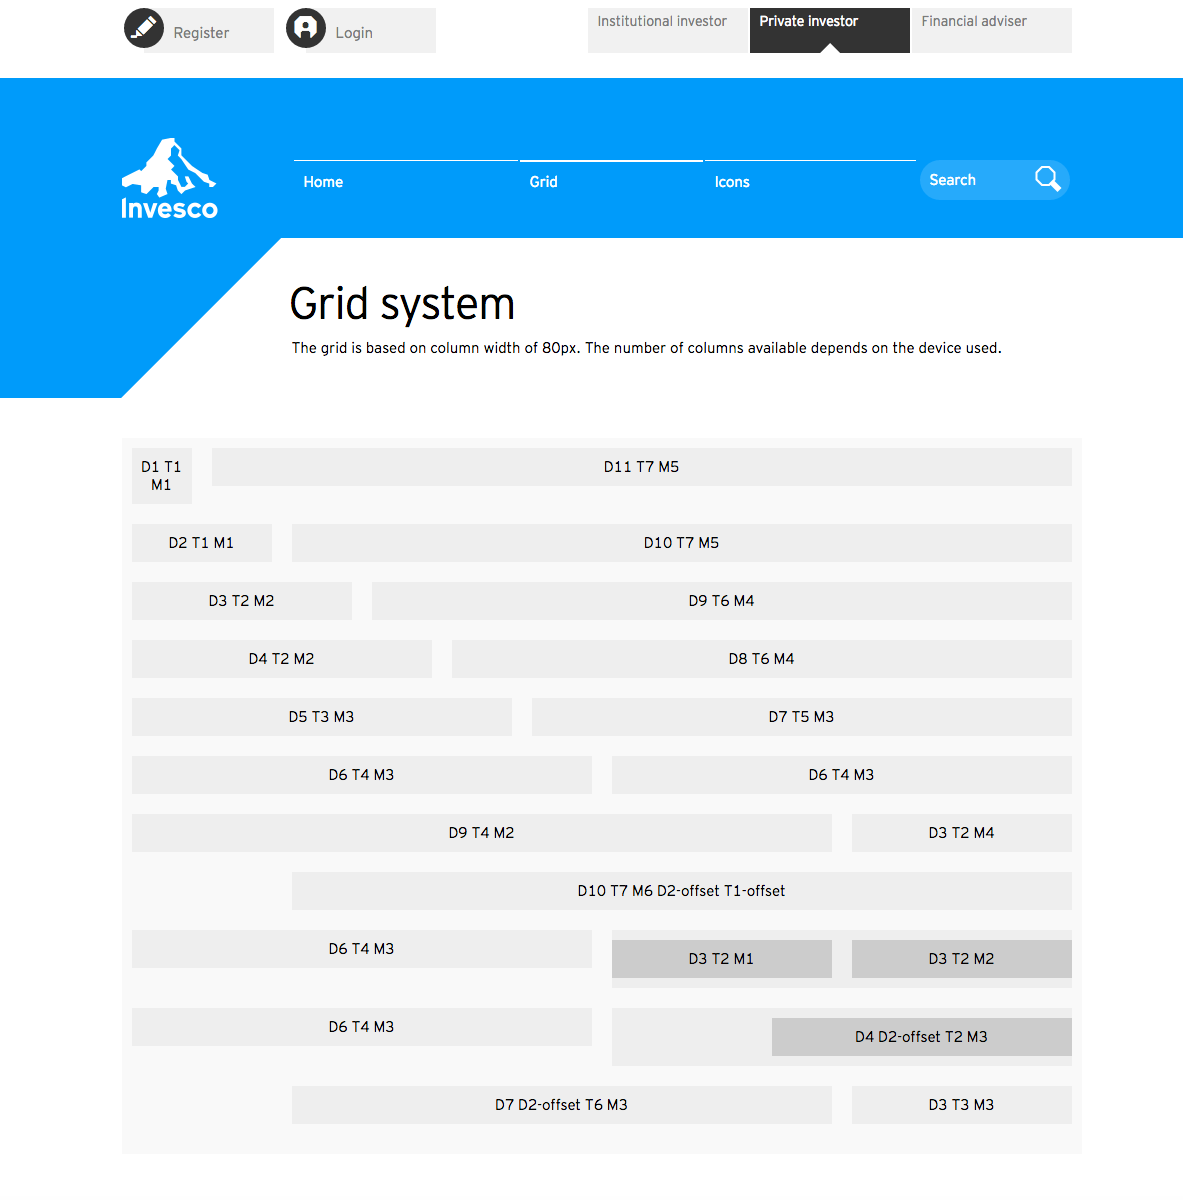 Register
Login
Institutional investor
Private investor
Financial adviser
Invesco
Home
Grid
Icons
Search
Grid system
The grid is based on column width of 80px. The number of columns available depends on the device used.
D1 T1
M1
D11 T7 M5
D2 T1 M1
D10 T7 M5
D3 T2 M2
D9 T6 M4
D4 T2 M2
D8 T6 M4
D5 T3 M3
D7 T5 M3
D6 T4 M3
D6 T4 M3
D9 T4 M2
D3 T2 M4
D10 T7 M6 D2-offset T1-offset
D6 T4 M3
D3 T2 M1
D3 T2 M2
D6 T4 M3
D4 D2-offset T2 M3
D7 D2-offset T6 M3
D3 T3 M3